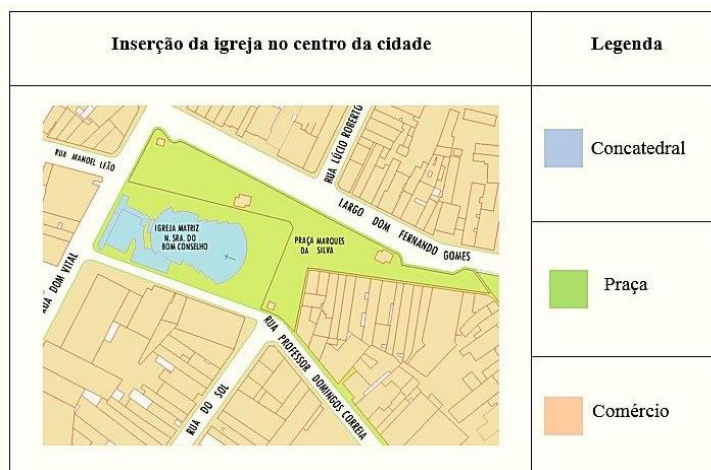 Inserção da igreja no centro da cidade
Legenda
RUA MANOEL LEÃO
RUA LÚCIO ROBERTO
LARGO DOM FERNANDO GOMES
IGREJA MATRIZ
N. SRA. DO
BOM CONSELHO
PRAÇA MARQUES
DA SILVA
RUA DOM VITAL
RUA DO SOL
RUA PROFESSOR DOMINGOS CORREIA
Concatedral
Praça
Comércio